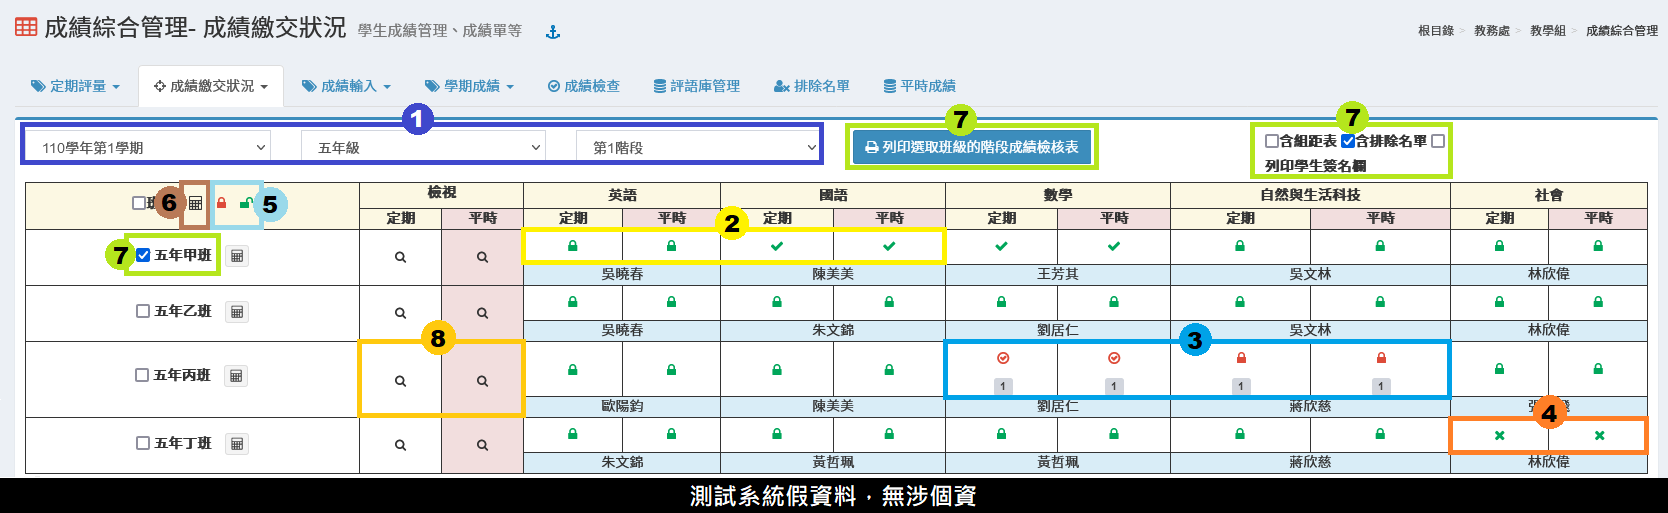 成績綜合管理- 成績繳交狀況 學生成績管理、成績單等
根目錄 > 教務處 > 教學組 > 成績綜合管理
定期評量 成績繳交狀況 成績輸入 學期成績 成績檢查 評語庫管理 排除名單 平時成績
1 7 7
110學年第1學期 五年級 第1階段 列印選取班級的階段成績檢核表 含組距表 含排除名單
列印學生簽名欄
班 6 5 檢視 英語 國語 數學 自然與生活科技 社會
定期 平時 定期 平時 定期 平時 定期 平時 定期 平時 定期 平時
2
7 五年甲班
吳曉春 陳美美 王芳其 吳文林 林欣偉
五年乙班
吳曉春 朱文錦 劉居仁 吳文林 林欣偉
8 3
五年丙班 1 1 1 1
歐陽鈞 陳美美 劉居仁 蔣欣慈 張
4
五年丁班
朱文錦 黃哲珮 黃哲珮 蔣欣慈 林欣偉
測試系統假資料，無涉個資